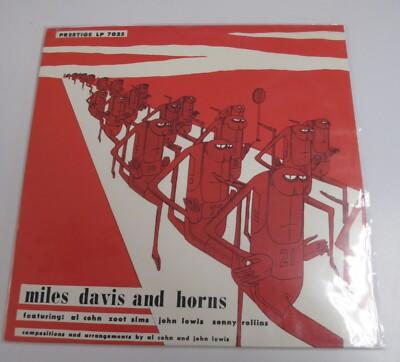 PRESTIGE LP 7025
21
miles davis and horns
featuring: al cohn zoot sims john lewis sonny rollins
compositions and arrangements by al cohn and john lewis